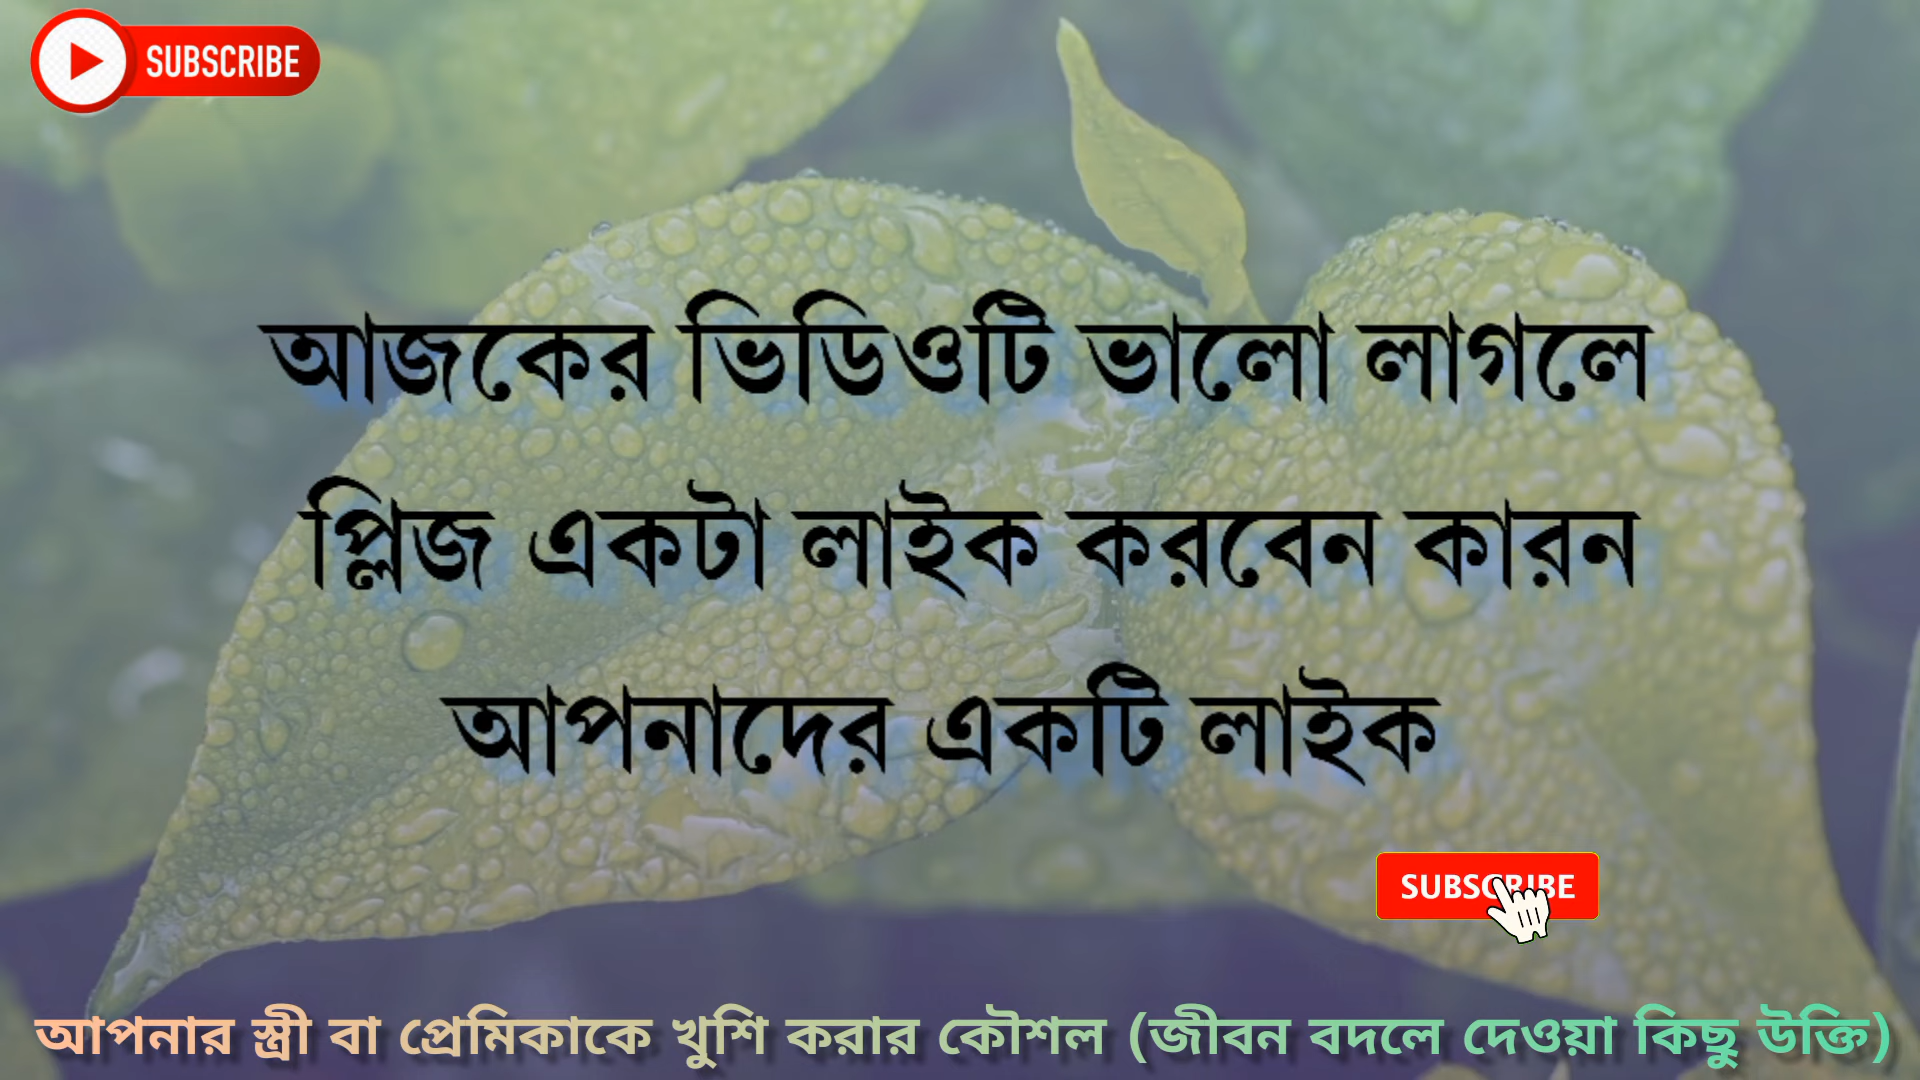 SUBSCRIBE
আজকের ভিডিওটি ভালো লাগলে
প্লিজ একটা লাইক করবেন কারন
আপনাদের একটি লাইক
SUBSCRIBE
আপনার স্ত্রী বা প্রেমিকাকে খুশি করার কৌশল (জীবন বদলে দেওয়া কিছু উক্তি)